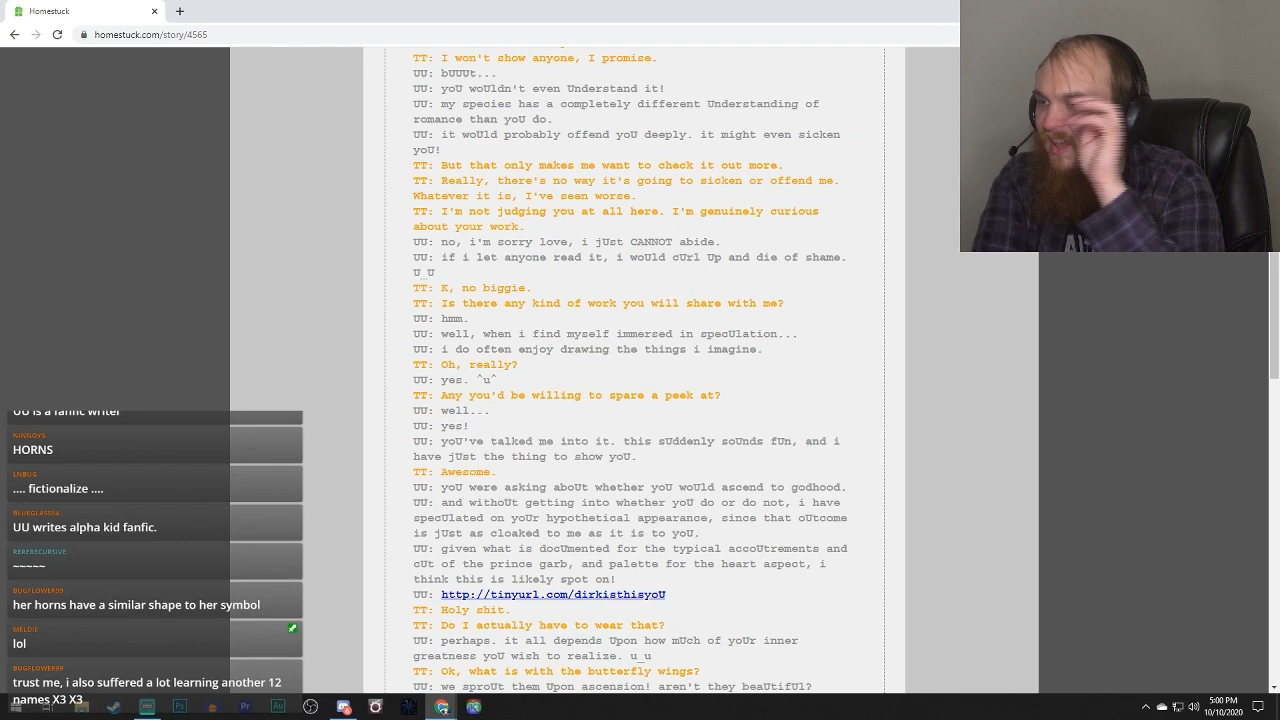 Homestuck
homestuck.com/story/4565
TT: I won't show anyone, I promise.
UU: bUUUt...
UU: yoU woUldn't even Understand it!
UU: my species has a completely different Understanding of
romance than yoU do.
UU: it woUld probably offend yoU deeply. it might even sicken
yoU!
TT: But that only makes me want to check it out more.
TT: Really, there's no way it's going to sicken or offend me.
Whatever it is, I've seen worse.
TT: I'm not judging you at all here. I'm genuinely curious
about your work.
UU: no, i'm sorry love, i jUst CANNOT abide.
UU: if i let anyone read it, i woUld cUrl Up and die of shame.
U_U
TT: K, no biggie.
TT: Is there any kind of work you will share with me?
UU: hmm.
UU: well, when i find myself immersed in specUlation...
UU: i do often enjoy drawing the things i imagine.
TT: Oh, really?
UU: yes. ^u^
TT: Any you'd be willing to spare a peek at?
UU: well...
UU: yes!
UU: yoU've talked me into it. this sUddenly soUnds fUn, and i
have jUst the thing to show yoU.
TT: Awesome.
UU: yoU were asking aboUt whether yoU woUld ascend to godhood.
UU: and withoUt getting into whether yoU do or do not, i have
specUlated on yoUr hypothetical appearance, since that oUtcome
is jUst as cloaked to me as it is to yoU.
UU: given what is docUmented for the typical accoUtrements and
cUt of the prince garb, and palette for the heart aspect, i
think this is likely spot on!
UU: http://tinyurl.com/dirkisthisyoU
TT: Holy shit.
TT: Do I actually have to wear that?
UU: perhaps. it all depends Upon how mUch of yoUr inner
greatness yoU wish to realize. u_u
TT: Ok, what is with the butterfly wings?
UU: we sproUt them Upon ascension! aren't they beaUtifUl?
UU is a fanfic writer
NINNOYS
HORNS
LNBUG
.... fictionalize ....
BLUEGLASS54
UU writes alpha kid fanfic.
RERERECURSIVE
~~~~~
BUGFLOWER99
her horns have a similar shape to her symbol
MELDIE
lol
BUGFLOWER99
trust me, i also suffered a lot learning another 12
names X3 X3
Ps
Pr
Au
5:00 PM
10/10/2020